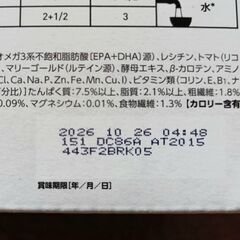 水*
2+1/2 3
オメガ3系不飽和脂肪酸[EPA+DHA]源)、レシチン、トマト(リコ
、マリーゴールド(ルテイン源)、酵母エキス、β-カロテン、アミノ
Cl,Ca,Na,P,Zn,Fe,Mn,Cu,I)、ビタミン類(コリン,E,B1,ナ
分比)】たんぱく質:7.5%以上、脂質:2.1%以上、粗繊維:1.8%
0.09%、マグネシウム:0.01%、食物繊維:1.3% 【カロリー含有
2026 10 26 04:48
151 DC86A AT2015
443F2BRK05
賞味期限[年/月/日]